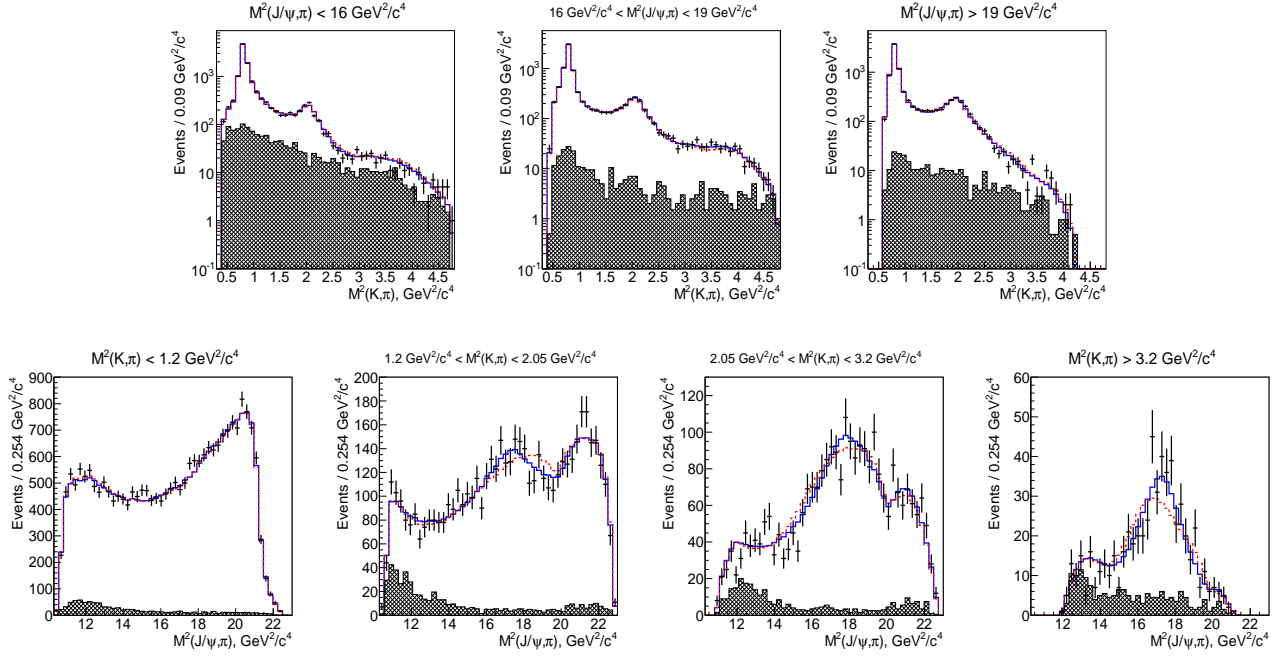 M²(J/ψ,π) < 16 GeV²/c⁴
Events / 0.09 GeV²/c⁴
10³
10²
10
1
10⁻¹
0.5 1 1.5 2 2.5 3 3.5 4 4.5
M²(K,π), GeV²/c⁴
16 GeV²/c⁴ < M²(J/ψ,π) < 19 GeV²/c⁴
Events / 0.09 GeV²/c⁴
10³
10²
10
1
10⁻¹
0.5 1 1.5 2 2.5 3 3.5 4 4.5
M²(K,π), GeV²/c⁴
M²(J/ψ,π) > 19 GeV²/c⁴
Events / 0.09 GeV²/c⁴
10³
10²
10
1
10⁻¹
0.5 1 1.5 2 2.5 3 3.5 4 4.5
M²(K,π), GeV²/c⁴
M²(K,π) < 1.2 GeV²/c⁴
Events / 0.254 GeV²/c⁴
900
800
700
600
500
400
300
200
100
0
12 14 16 18 20 22
M²(J/ψ,π), GeV²/c⁴
1.2 GeV²/c⁴ < M²(K,π) < 2.05 GeV²/c⁴
Events / 0.254 GeV²/c⁴
200
180
160
140
120
100
80
60
40
20
0
12 14 16 18 20 22
M²(J/ψ,π), GeV²/c⁴
2.05 GeV²/c⁴ < M²(K,π) < 3.2 GeV²/c⁴
Events / 0.254 GeV²/c⁴
120
100
80
60
40
20
0
12 14 16 18 20 22
M²(J/ψ,π), GeV²/c⁴
M²(K,π) > 3.2 GeV²/c⁴
Events / 0.254 GeV²/c⁴
60
50
40
30
20
10
0
12 14 16 18 20 22
M²(J/ψ,π), GeV²/c⁴